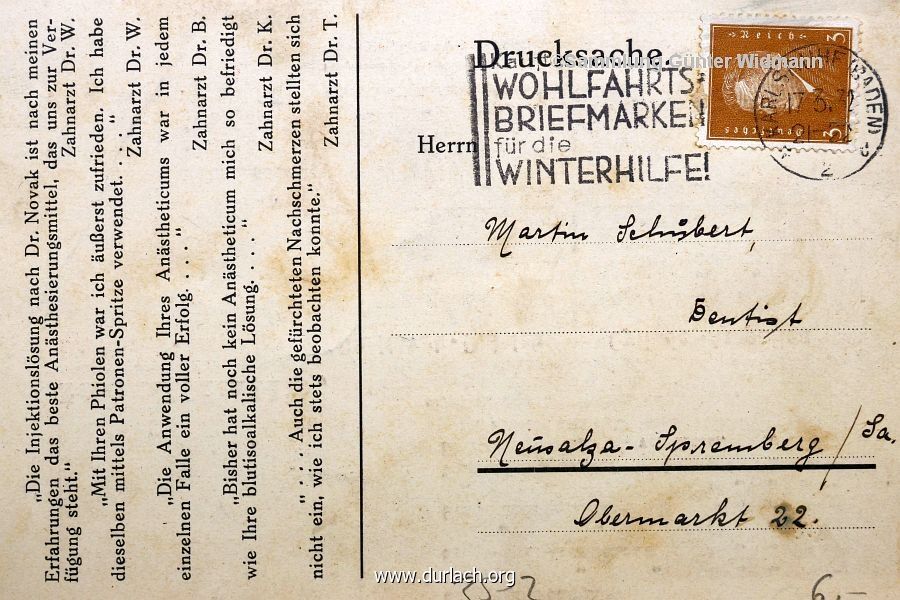 „Die Injektionslösung nach Dr. Novak ist nach meinen
Erfahrungen das beste Anästhesierungsmittel, das uns zur Ver-
fügung steht." Zahnarzt Dr. W.
„Mit Ihren Phiolen war ich äußerst zufrieden. Ich habe
dieselben mittels Patronen-Spritze verwendet. . . ."
Zahnarzt Dr. W.
„Die Anwendung Ihres Anästheticums war in jedem
einzelnen Falle ein voller Erfolg. . . ."
Zahnarzt Dr. B.
„Bisher hat noch kein Anästheticum mich so befriedigt
wie Ihre blutisoalkalische Lösung. . . ."
Zahnarzt Dr. K.
". . . . Auch die gefürchteten Nachschmerzen stellten sich
nicht ein, wie ich stets beobachten konnte."
Zahnarzt Dr. T.
Drucksache.
Günter Widmann
WOHLFAHRTS-
BRIEFMARKEN
für die
WINTERHILFE!
3 Deutsches Reich 3
(BADEN)
2
Herrn
Martin Schubert,
Dentist
Neusalza-Spremberg/Sa.
Obermarkt 22.
www.durlach.org
6.-